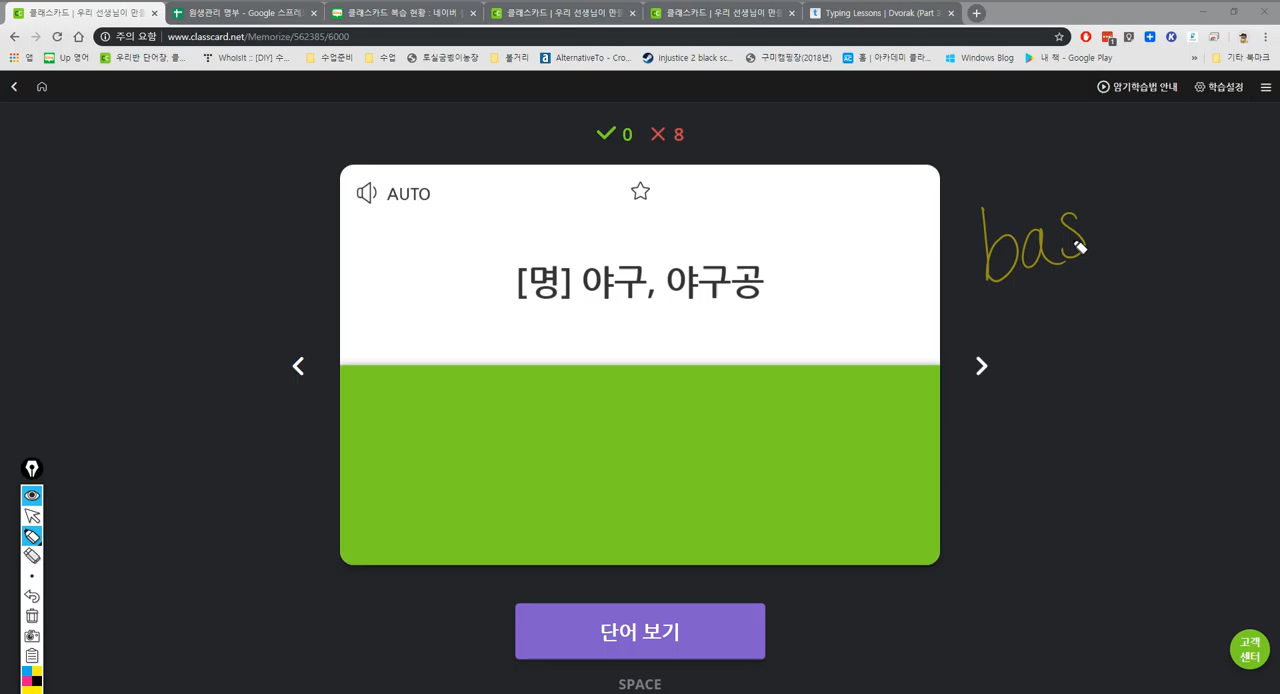 클래스카드 | 우리 선생님이 만든
원생관리 명부 - Google 스프레
클래스카드 복습 현황 : 네이버
클래스카드 | 우리 선생님이 만든
클래스카드 | 우리 선생님이 만든
Typing Lessons | Dvorak (Part 3
주의 요함 | www.classcard.net/Memorize/562385/6000
앱 Up 영어 우리반 단어장, 클... WhoIst :: [DIY] 수... 수업준비 수업 토실굼벵이농장 볼거리 AlternativeTo - Cro... injustice 2 black sc... 구미캠핑장(2018년) 홈 | 아카데미 클라... Windows Blog 내 책 - Google Play » 기타 북마크
암기학습법 안내 학습설정
0 8
AUTO
[명] 야구, 야구공
bas
단어 보기
SPACE
고객
센터